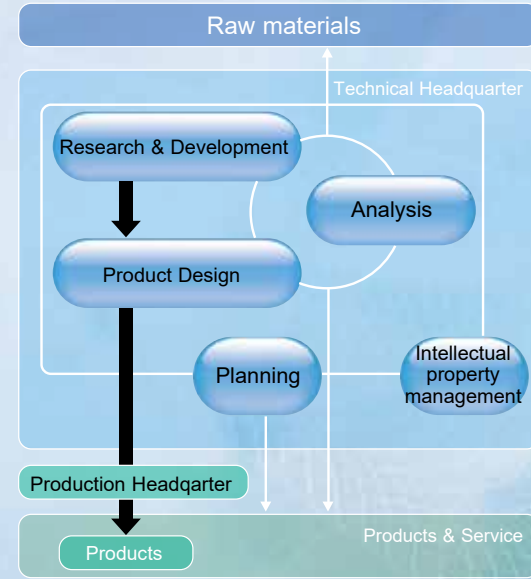 Raw materials
Technical Headquarter
Research & Development
Analysis
Product Design
Planning
Intellectual
property
management
Production Headqarter
Products & Service
Products